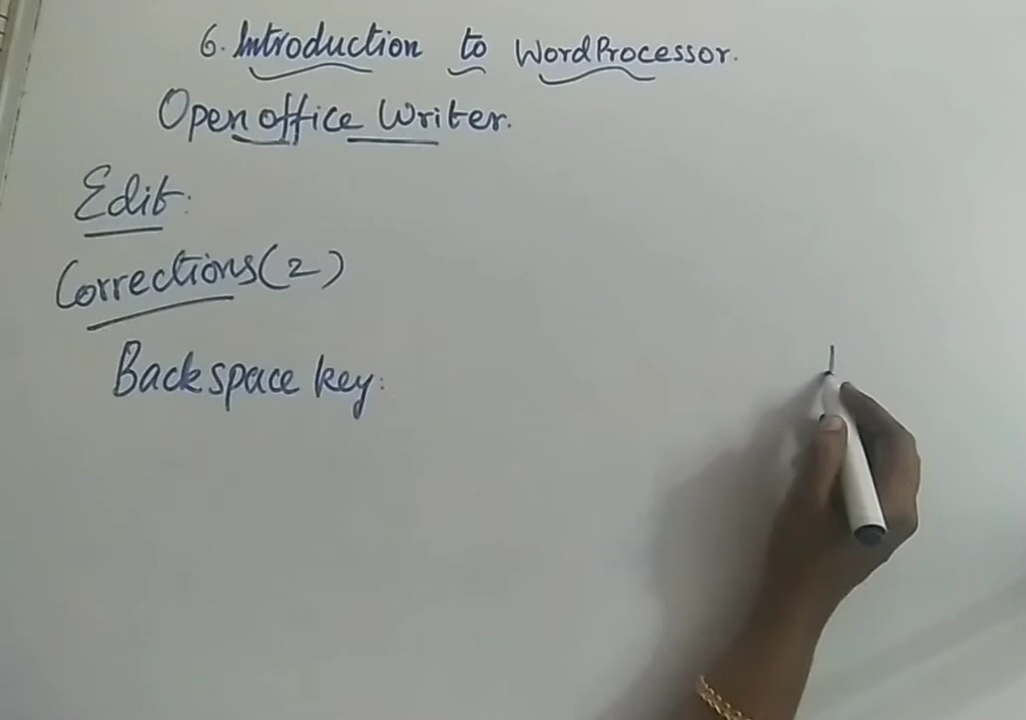 6. Introduction to WordProcessor.
Openoffice Writer.
Edit:
Corrections(2)
Backspace key: